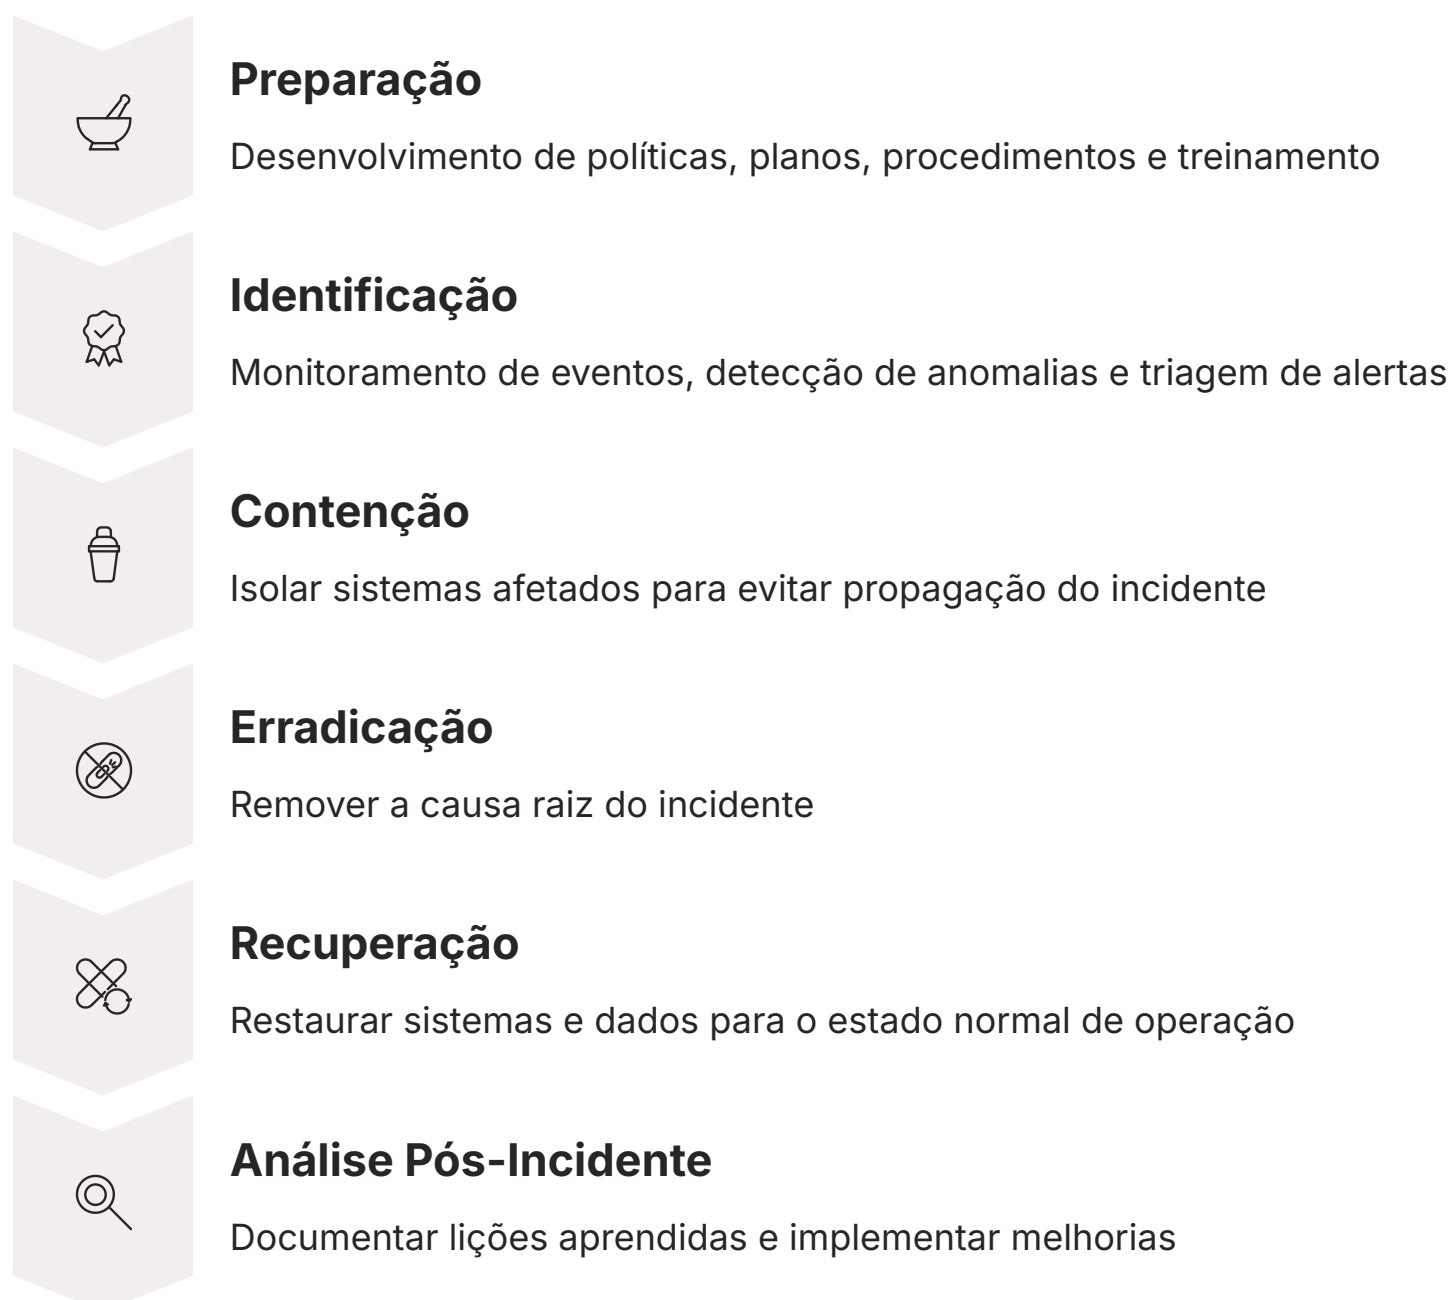 Preparação
Desenvolvimento de políticas, planos, procedimentos e treinamento
Identificação
Monitoramento de eventos, detecção de anomalias e triagem de alertas
Contenção
Isolar sistemas afetados para evitar propagação do incidente
Erradicação
Remover a causa raiz do incidente
Recuperação
Restaurar sistemas e dados para o estado normal de operação
Análise Pós-Incidente
Documentar lições aprendidas e implementar melhorias